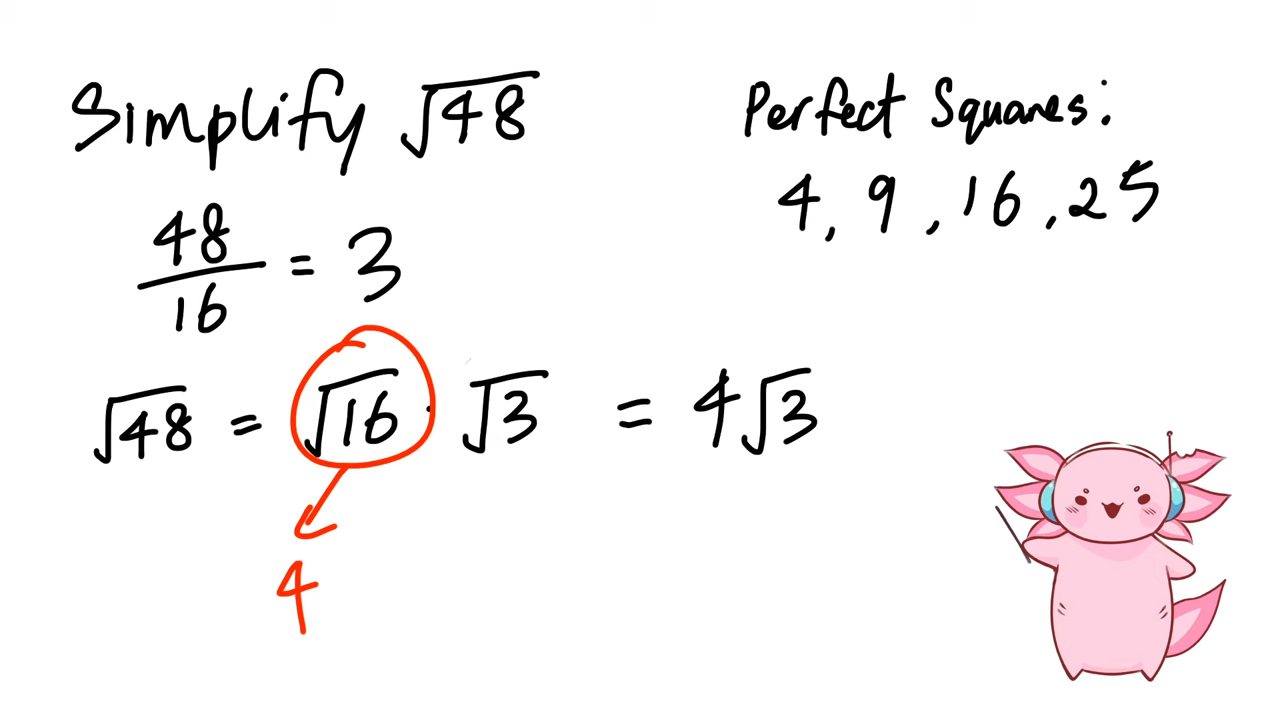 Simplify √48
Perfect Squares:
4, 9, 16, 25
48/16 = 3
√48 = √16 · √3 = 4√3
4